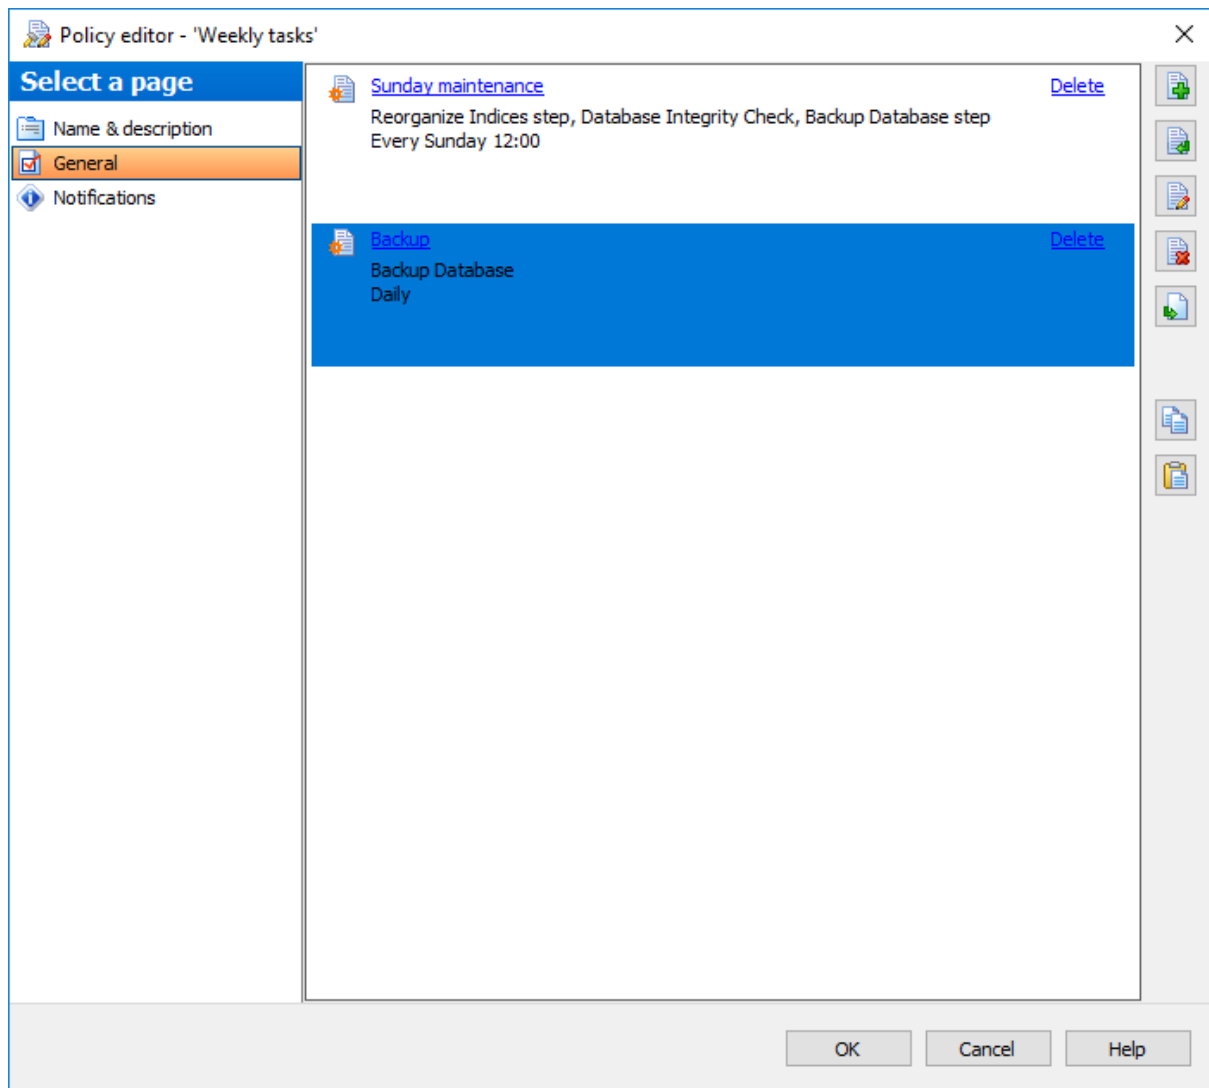 Policy editor - 'Weekly tasks'
Select a page
Name & description
General
Notifications
Sunday maintenance
Delete
Reorganize Indices step, Database Integrity Check, Backup Database step
Every Sunday 12:00
Backup
Delete
Backup Database
Daily
OK
Cancel
Help